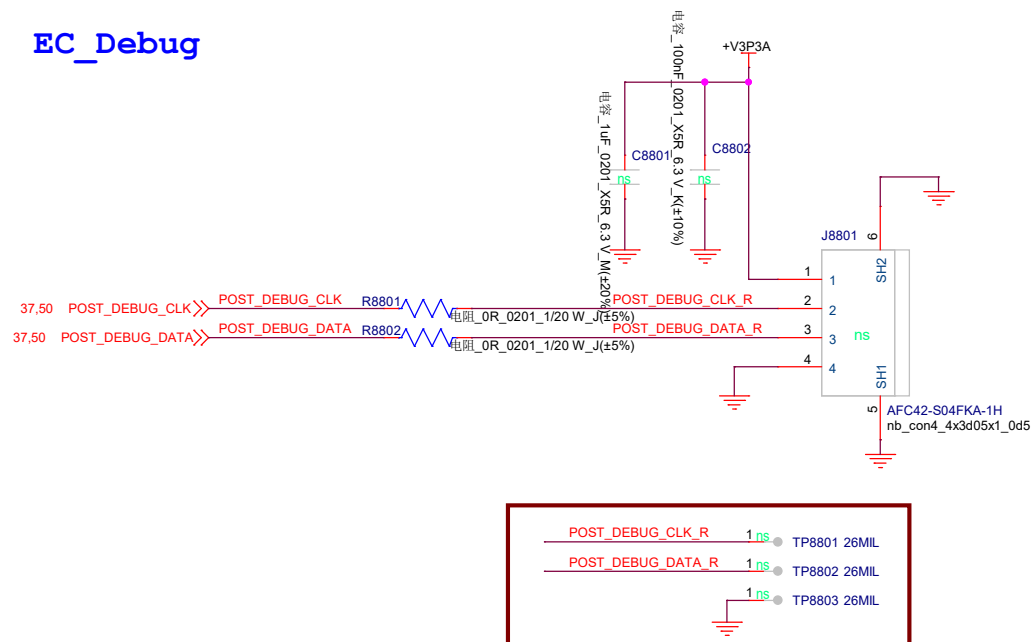 EC_Debug
+V3P3A
电容_100nF_0201_X5R_6.3 V_K(±10%)
电容_1uF_0201_X5R_6.3 V_M(±20%)
C8801
ns
C8802
ns
J8801
6
SH2
1
1
37,50
POST_DEBUG_CLK
POST_DEBUG_CLK
R8801
电阻_0R_0201_1/20 W_J(±5%)
POST_DEBUG_CLK_R
2
2
37,50
POST_DEBUG_DATA
POST_DEBUG_DATA
R8802
电阻_0R_0201_1/20 W_J(±5%)
POST_DEBUG_DATA_R
3
3
ns
4
4
SH1
5
AFC42-S04FKA-1H
nb_con4_4x3d05x1_0d5
POST_DEBUG_CLK_R
1
ns
TP8801 26MIL
POST_DEBUG_DATA_R
1
ns
TP8802 26MIL
1
ns
TP8803 26MIL